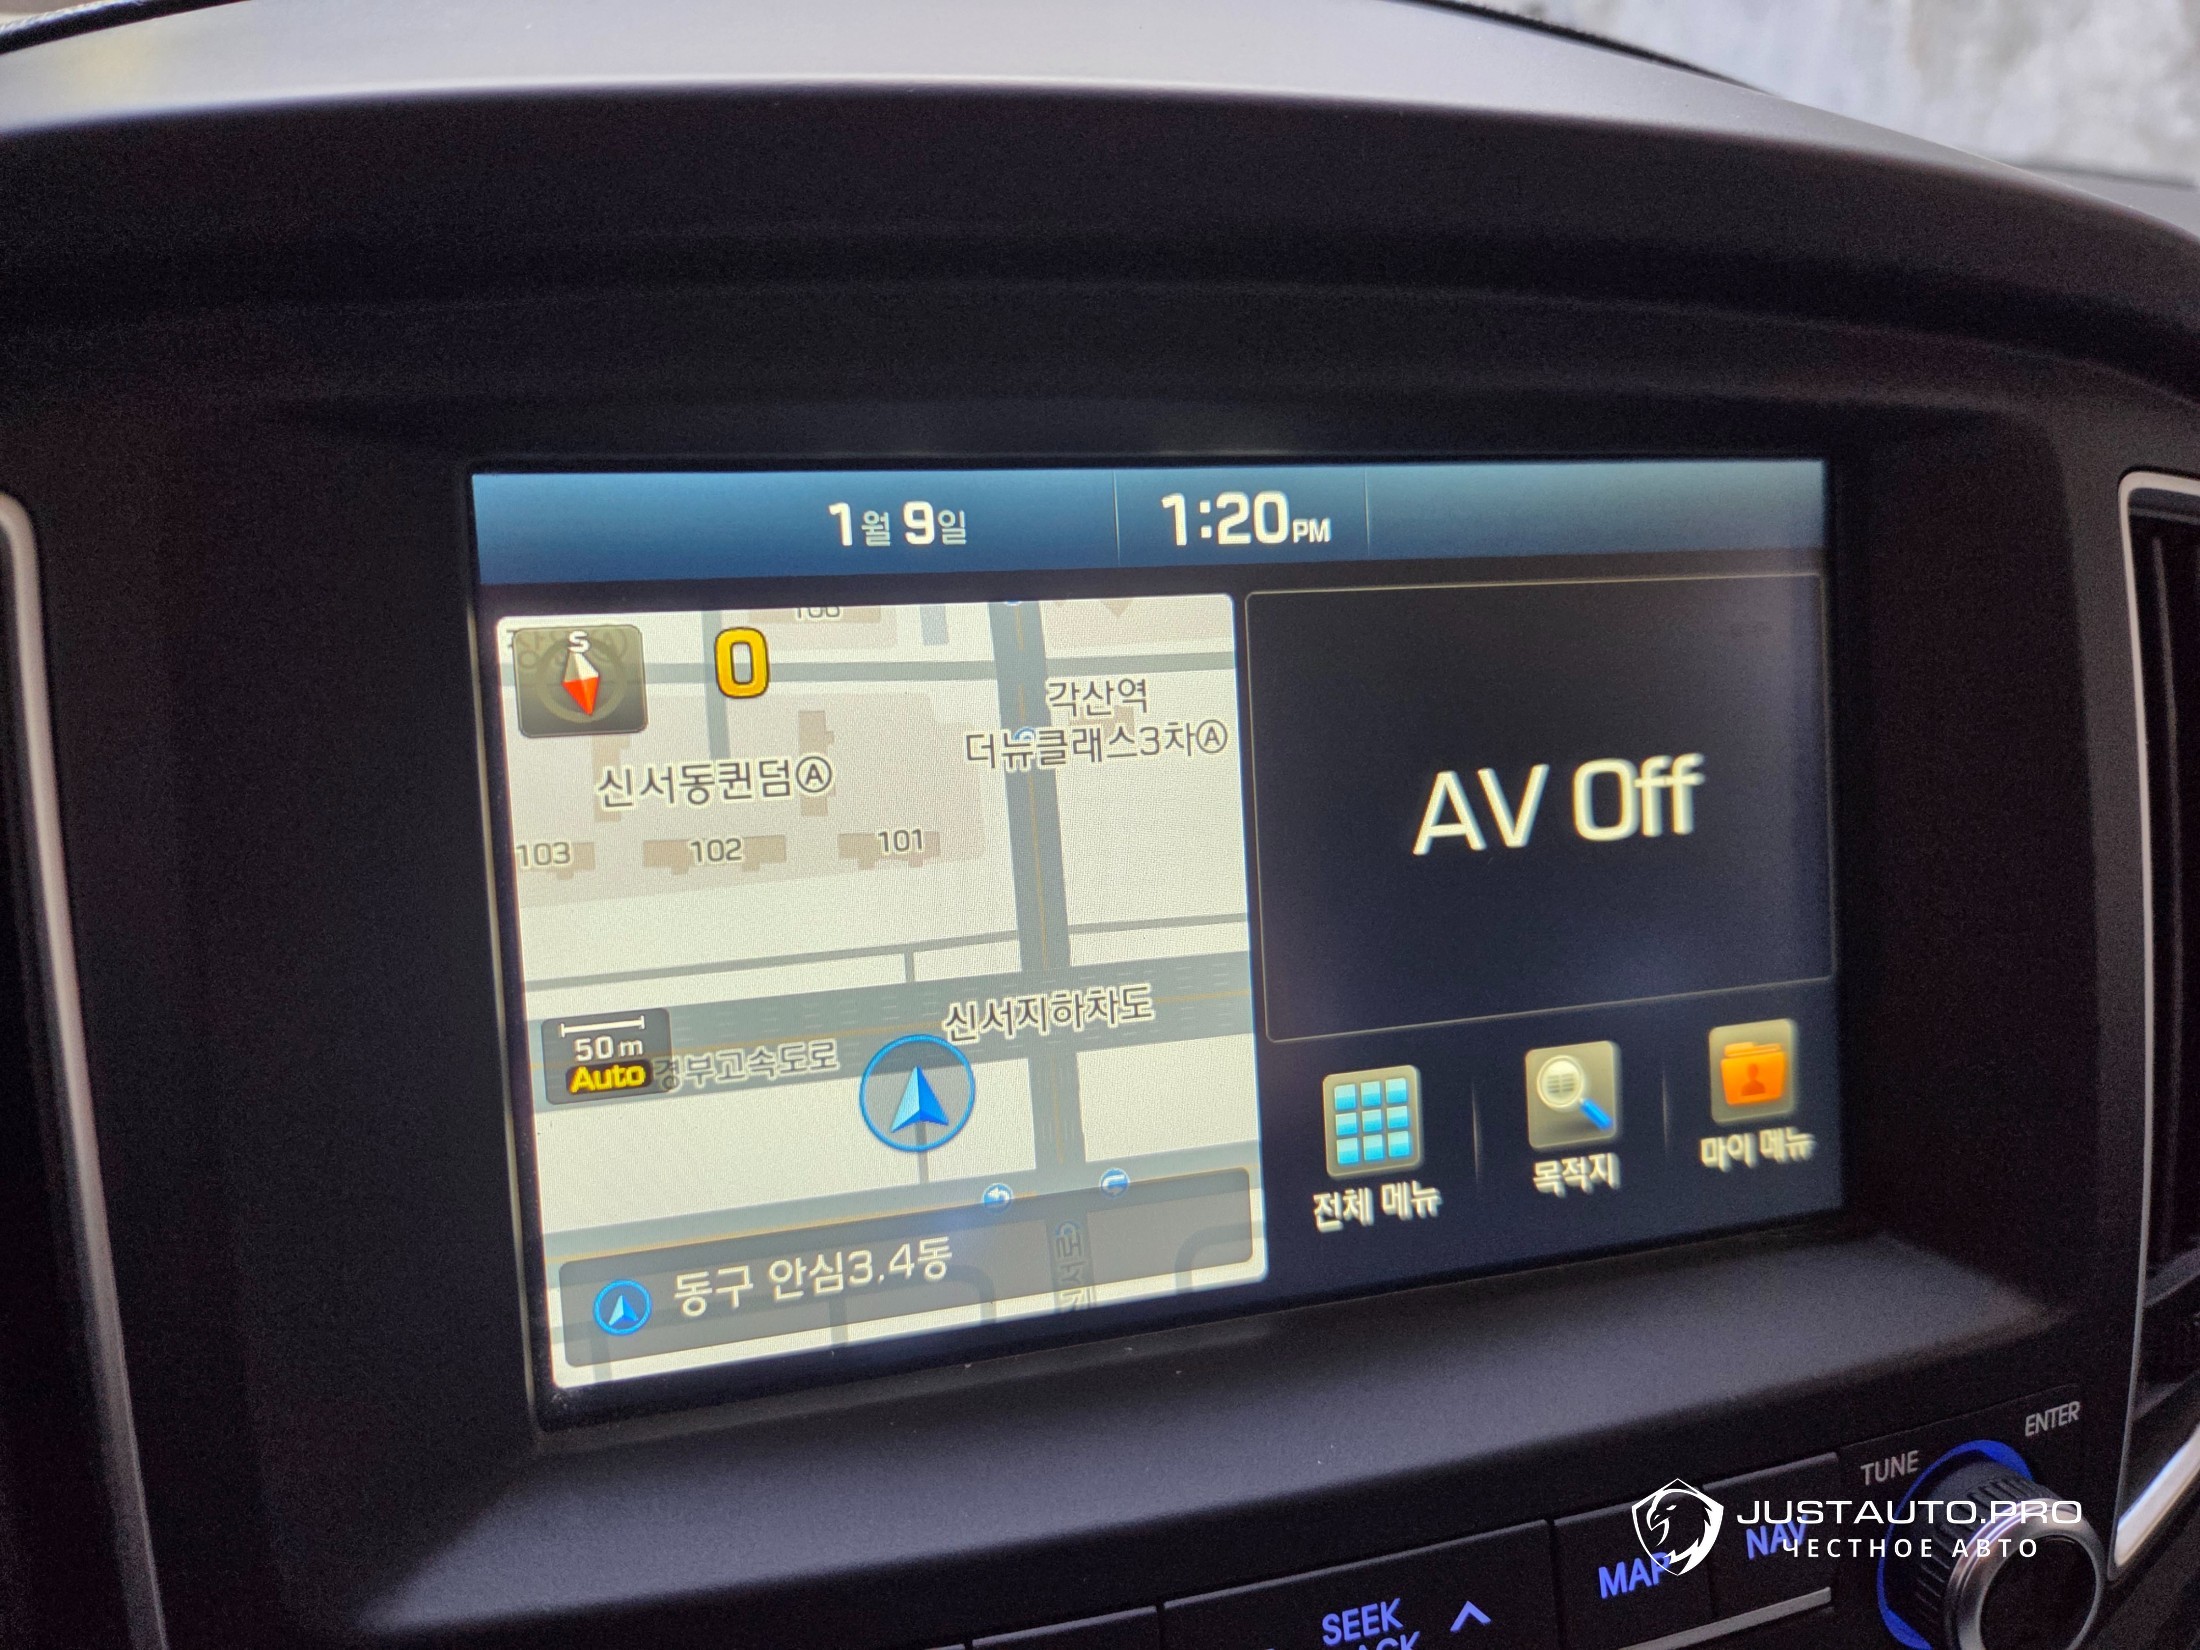 1월 9일 1:20 PM
S
0
106
각산역
더뉴클래스3차Ⓐ
신서동퀸덤Ⓐ
103 102 101
신서지하차도
50m
Auto
경부고속도로
동구 안심3.4동
AV Off
전체 메뉴
목적지
마이 메뉴
ENTER
TUNE
MAP
NAV
SEEK
JUSTAUTO.PRO
ЧЕСТНОЕ АВТО